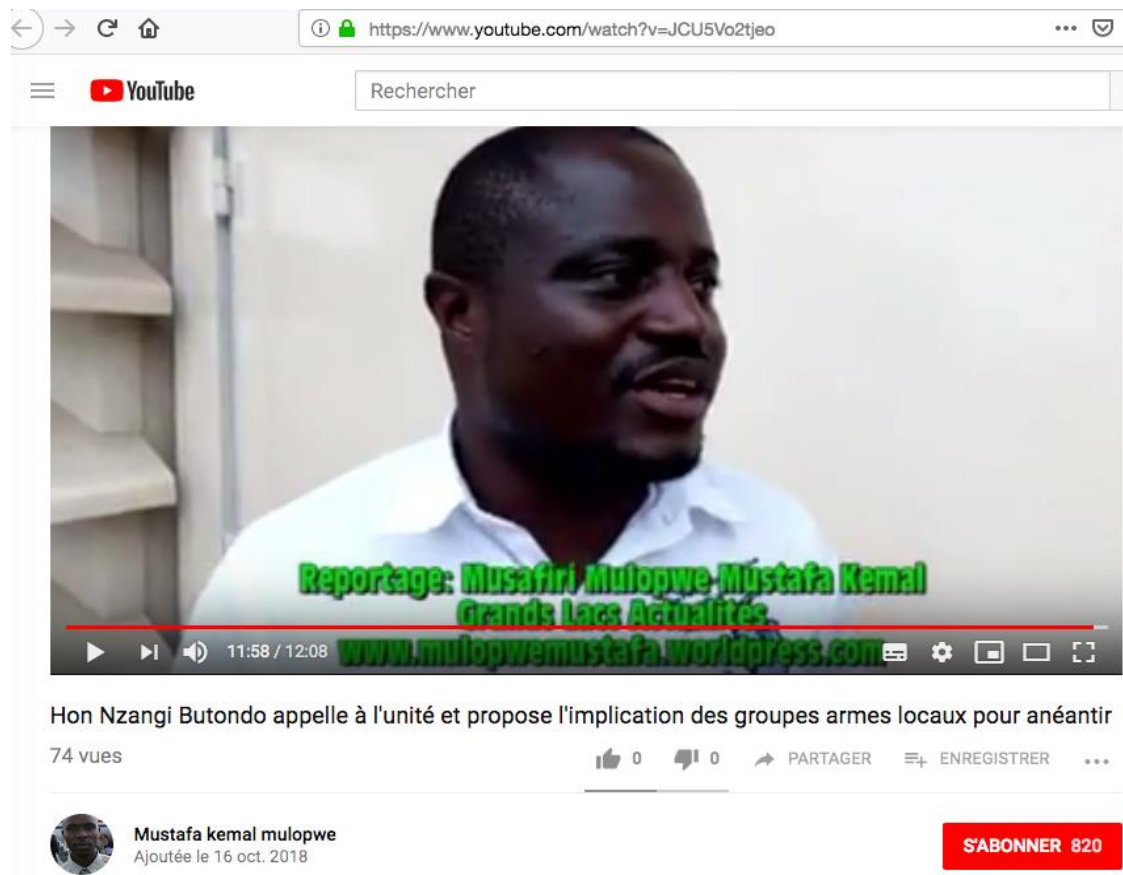 https://www.youtube.com/watch?v=JCU5Vo2tjeo
YouTube
Rechercher
Reportage: Musafiri Mulopwe Mustafa Kemal
Grands Lacs Actualités
www.mulopwemustafa.worldpress.com
11:58 / 12:08
Hon Nzangi Butondo appelle à l'unité et propose l'implication des groupes armes locaux pour anéantir
74 vues
0
0
PARTAGER
ENREGISTRER
Mustafa kemal mulopwe
Ajoutée le 16 oct. 2018
S'ABONNER 820